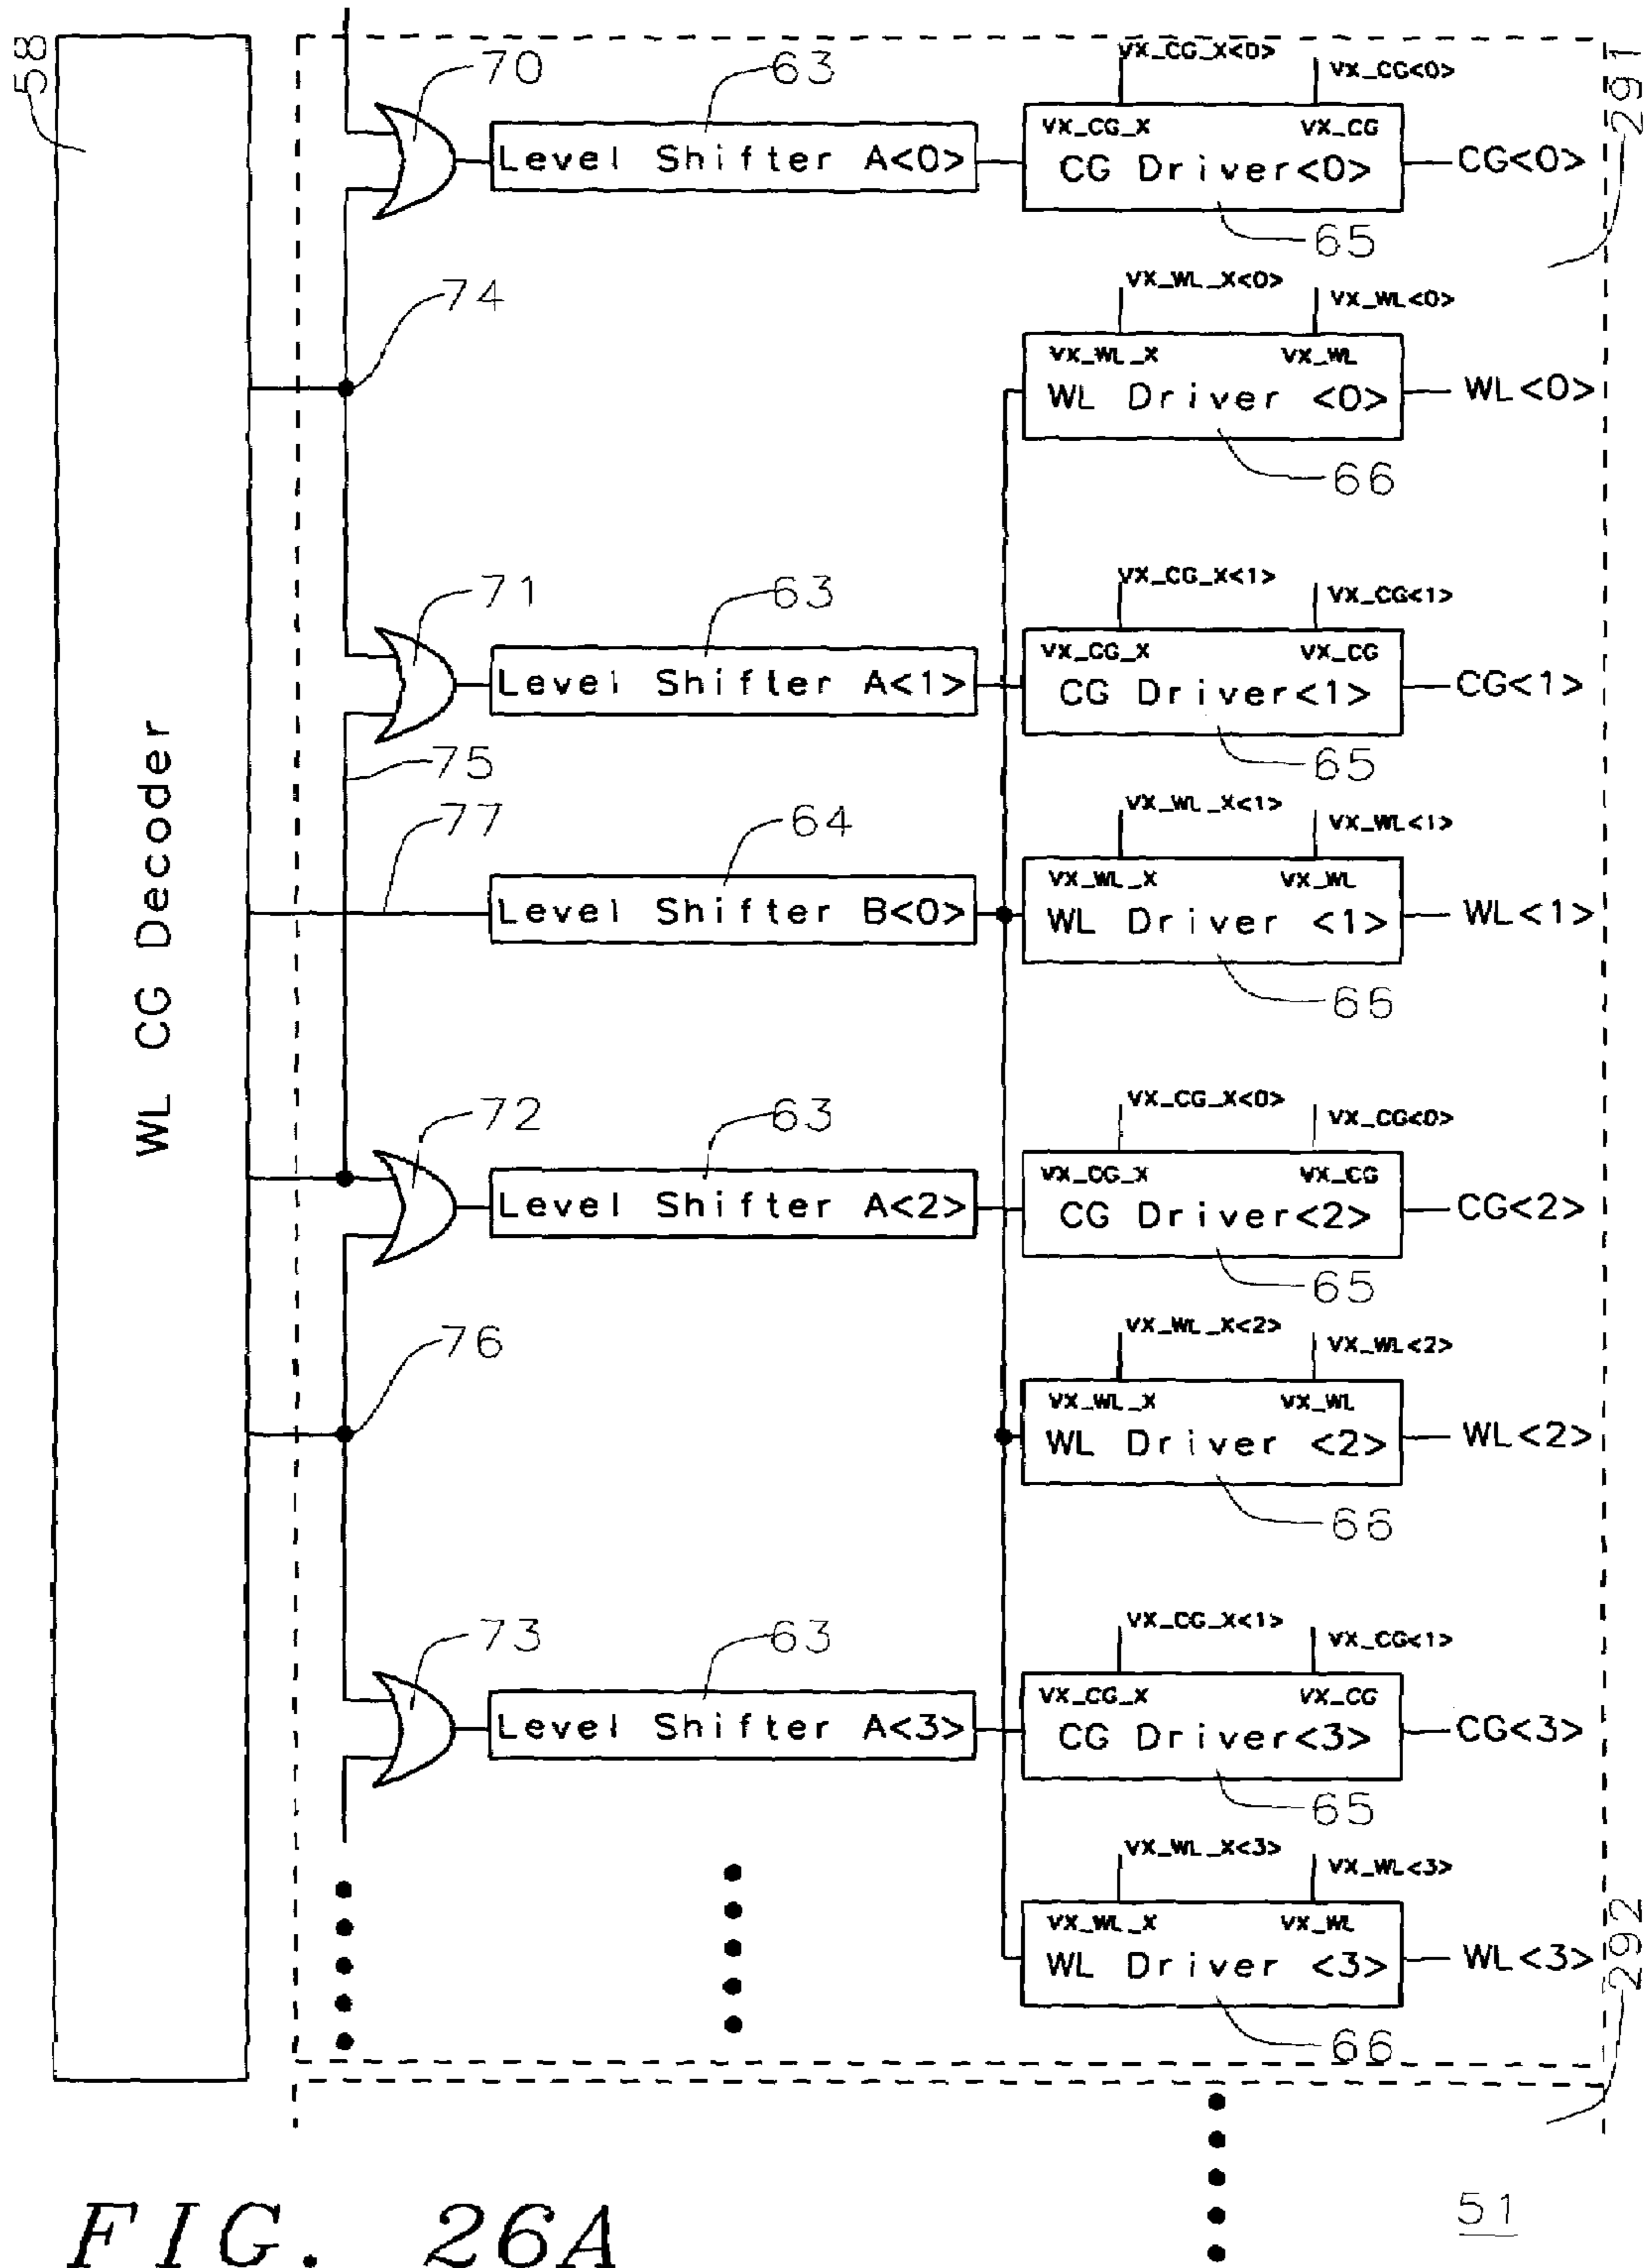 58
WL CG Decoder
291
VX_CG_X<0>
VX_CG<0>
70
63
VX_CG_X VX_CG
Level Shifter A<0>
CG Driver<0>
CG<0>
65
VX_WL_X<0>
VX_WL<0>
74
VX_WL_X VX_WL
WL Driver <0>
WL<0>
66
VX_CG_X<1>
VX_CG<1>
71
63
VX_CG_X VX_CG
Level Shifter A<1>
CG Driver<1>
CG<1>
65
75
VX_WL_X<1>
VX_WL<1>
77
64
VX_WL_X VX_WL
Level Shifter B<0>
WL Driver <1>
WL<1>
66
VX_CG_X<0>
VX_CG<0>
72
63
VX_CG_X VX_CG
Level Shifter A<2>
CG Driver<2>
CG<2>
65
76
VX_WL_X<2>
VX_WL<2>
VX_WL_X VX_WL
WL Driver <2>
WL<2>
66
VX_CG_X<1>
VX_CG<1>
73
63
VX_CG_X VX_CG
Level Shifter A<3>
CG Driver<3>
CG<3>
65
VX_WL_X<3>
VX_WL<3>
VX_WL_X VX_WL
WL Driver <3>
WL<3>
66
292
51
FIG. 26A